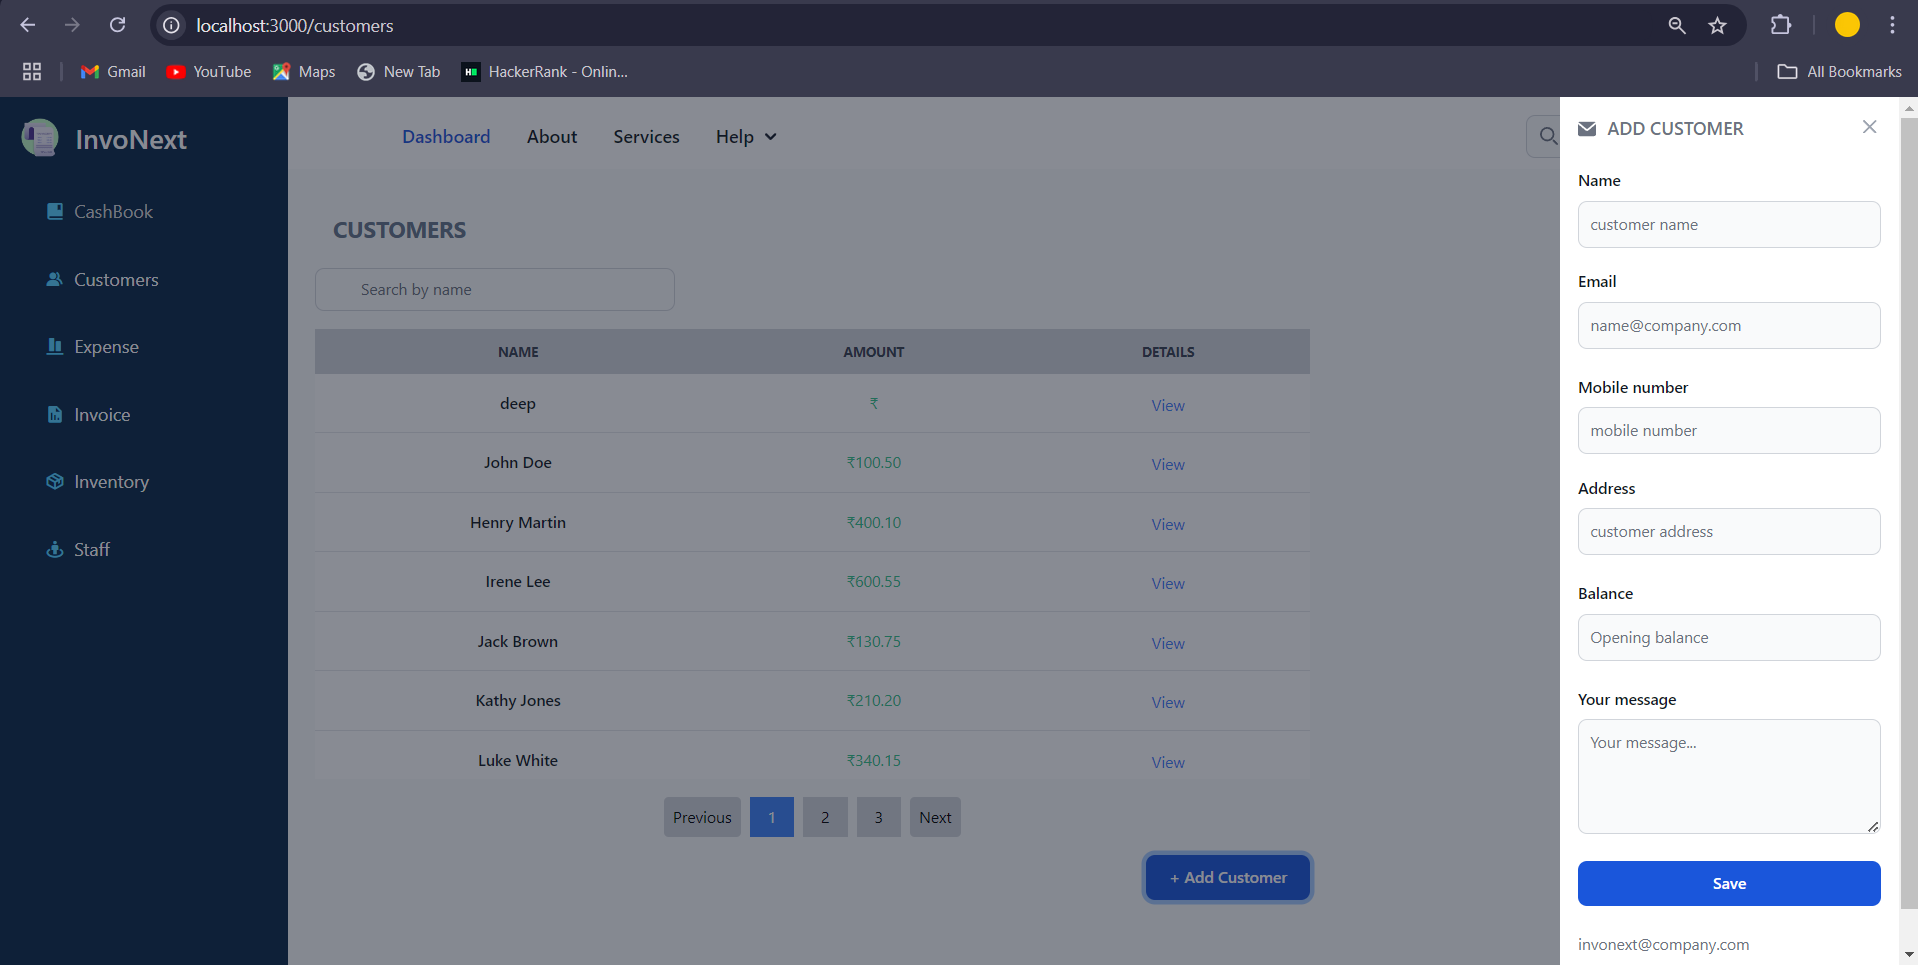 localhost:3000/customers
Gmail YouTube Maps New Tab HackerRank - Onlin... All Bookmarks
InvoNext
CashBook
Customers
Expense
Invoice
Inventory
Staff
Dashboard About Services Help
CUSTOMERS
Search by name
NAME AMOUNT DETAILS
deep ₹ View
John Doe ₹100.50 View
Henry Martin ₹400.10 View
Irene Lee ₹600.55 View
Jack Brown ₹130.75 View
Kathy Jones ₹210.20 View
Luke White ₹340.15 View
Previous 1 2 3 Next
+ Add Customer
ADD CUSTOMER
Name
customer name
Email
name@company.com
Mobile number
mobile number
Address
customer address
Balance
Opening balance
Your message
Your message...
Save
invonext@company.com